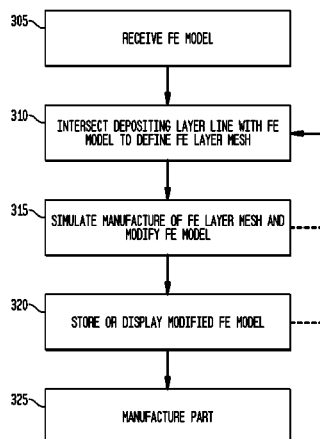 305
RECEIVE FE MODEL
310
INTERSECT DEPOSITING LAYER LINE WITH FE
MODEL TO DEFINE FE LAYER MESH
315
SIMULATE MANUFACTURE OF FE LAYER MESH AND
MODIFY FE MODEL
320
STORE OR DISPLAY MODIFIED FE MODEL
325
MANUFACTURE PART